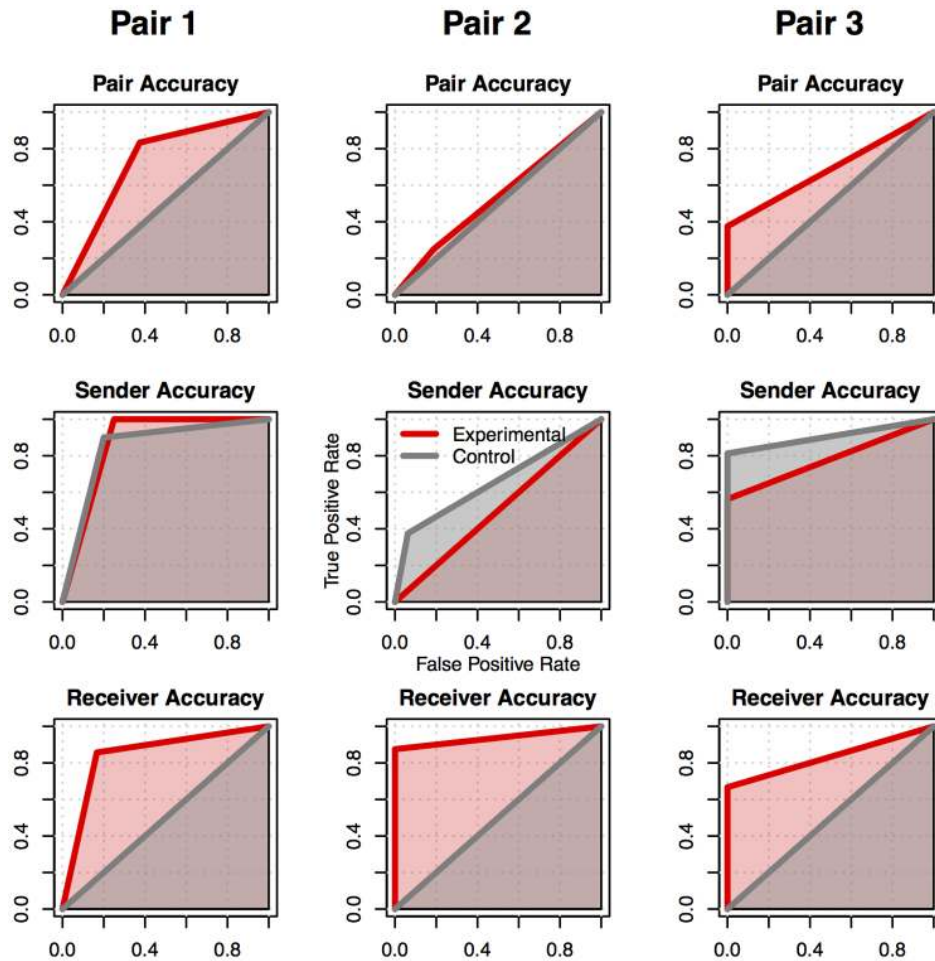 Pair 1 Pair 2 Pair 3
Pair Accuracy Pair Accuracy Pair Accuracy
0.8 0.8 0.8
0.4 0.4 0.4
0.0 0.0 0.0
0.0 0.4 0.8 0.0 0.4 0.8 0.0 0.4 0.8
Sender Accuracy Sender Accuracy Sender Accuracy
Experimental
Control
True Positive Rate
0.8 0.8 0.8
0.4 0.4 0.4
0.0 0.0 0.0
0.0 0.4 0.8 0.0 0.4 0.8 0.0 0.4 0.8
False Positive Rate
Receiver Accuracy Receiver Accuracy Receiver Accuracy
0.8 0.8 0.8
0.4 0.4 0.4
0.0 0.0 0.0
0.0 0.4 0.8 0.0 0.4 0.8 0.0 0.4 0.8